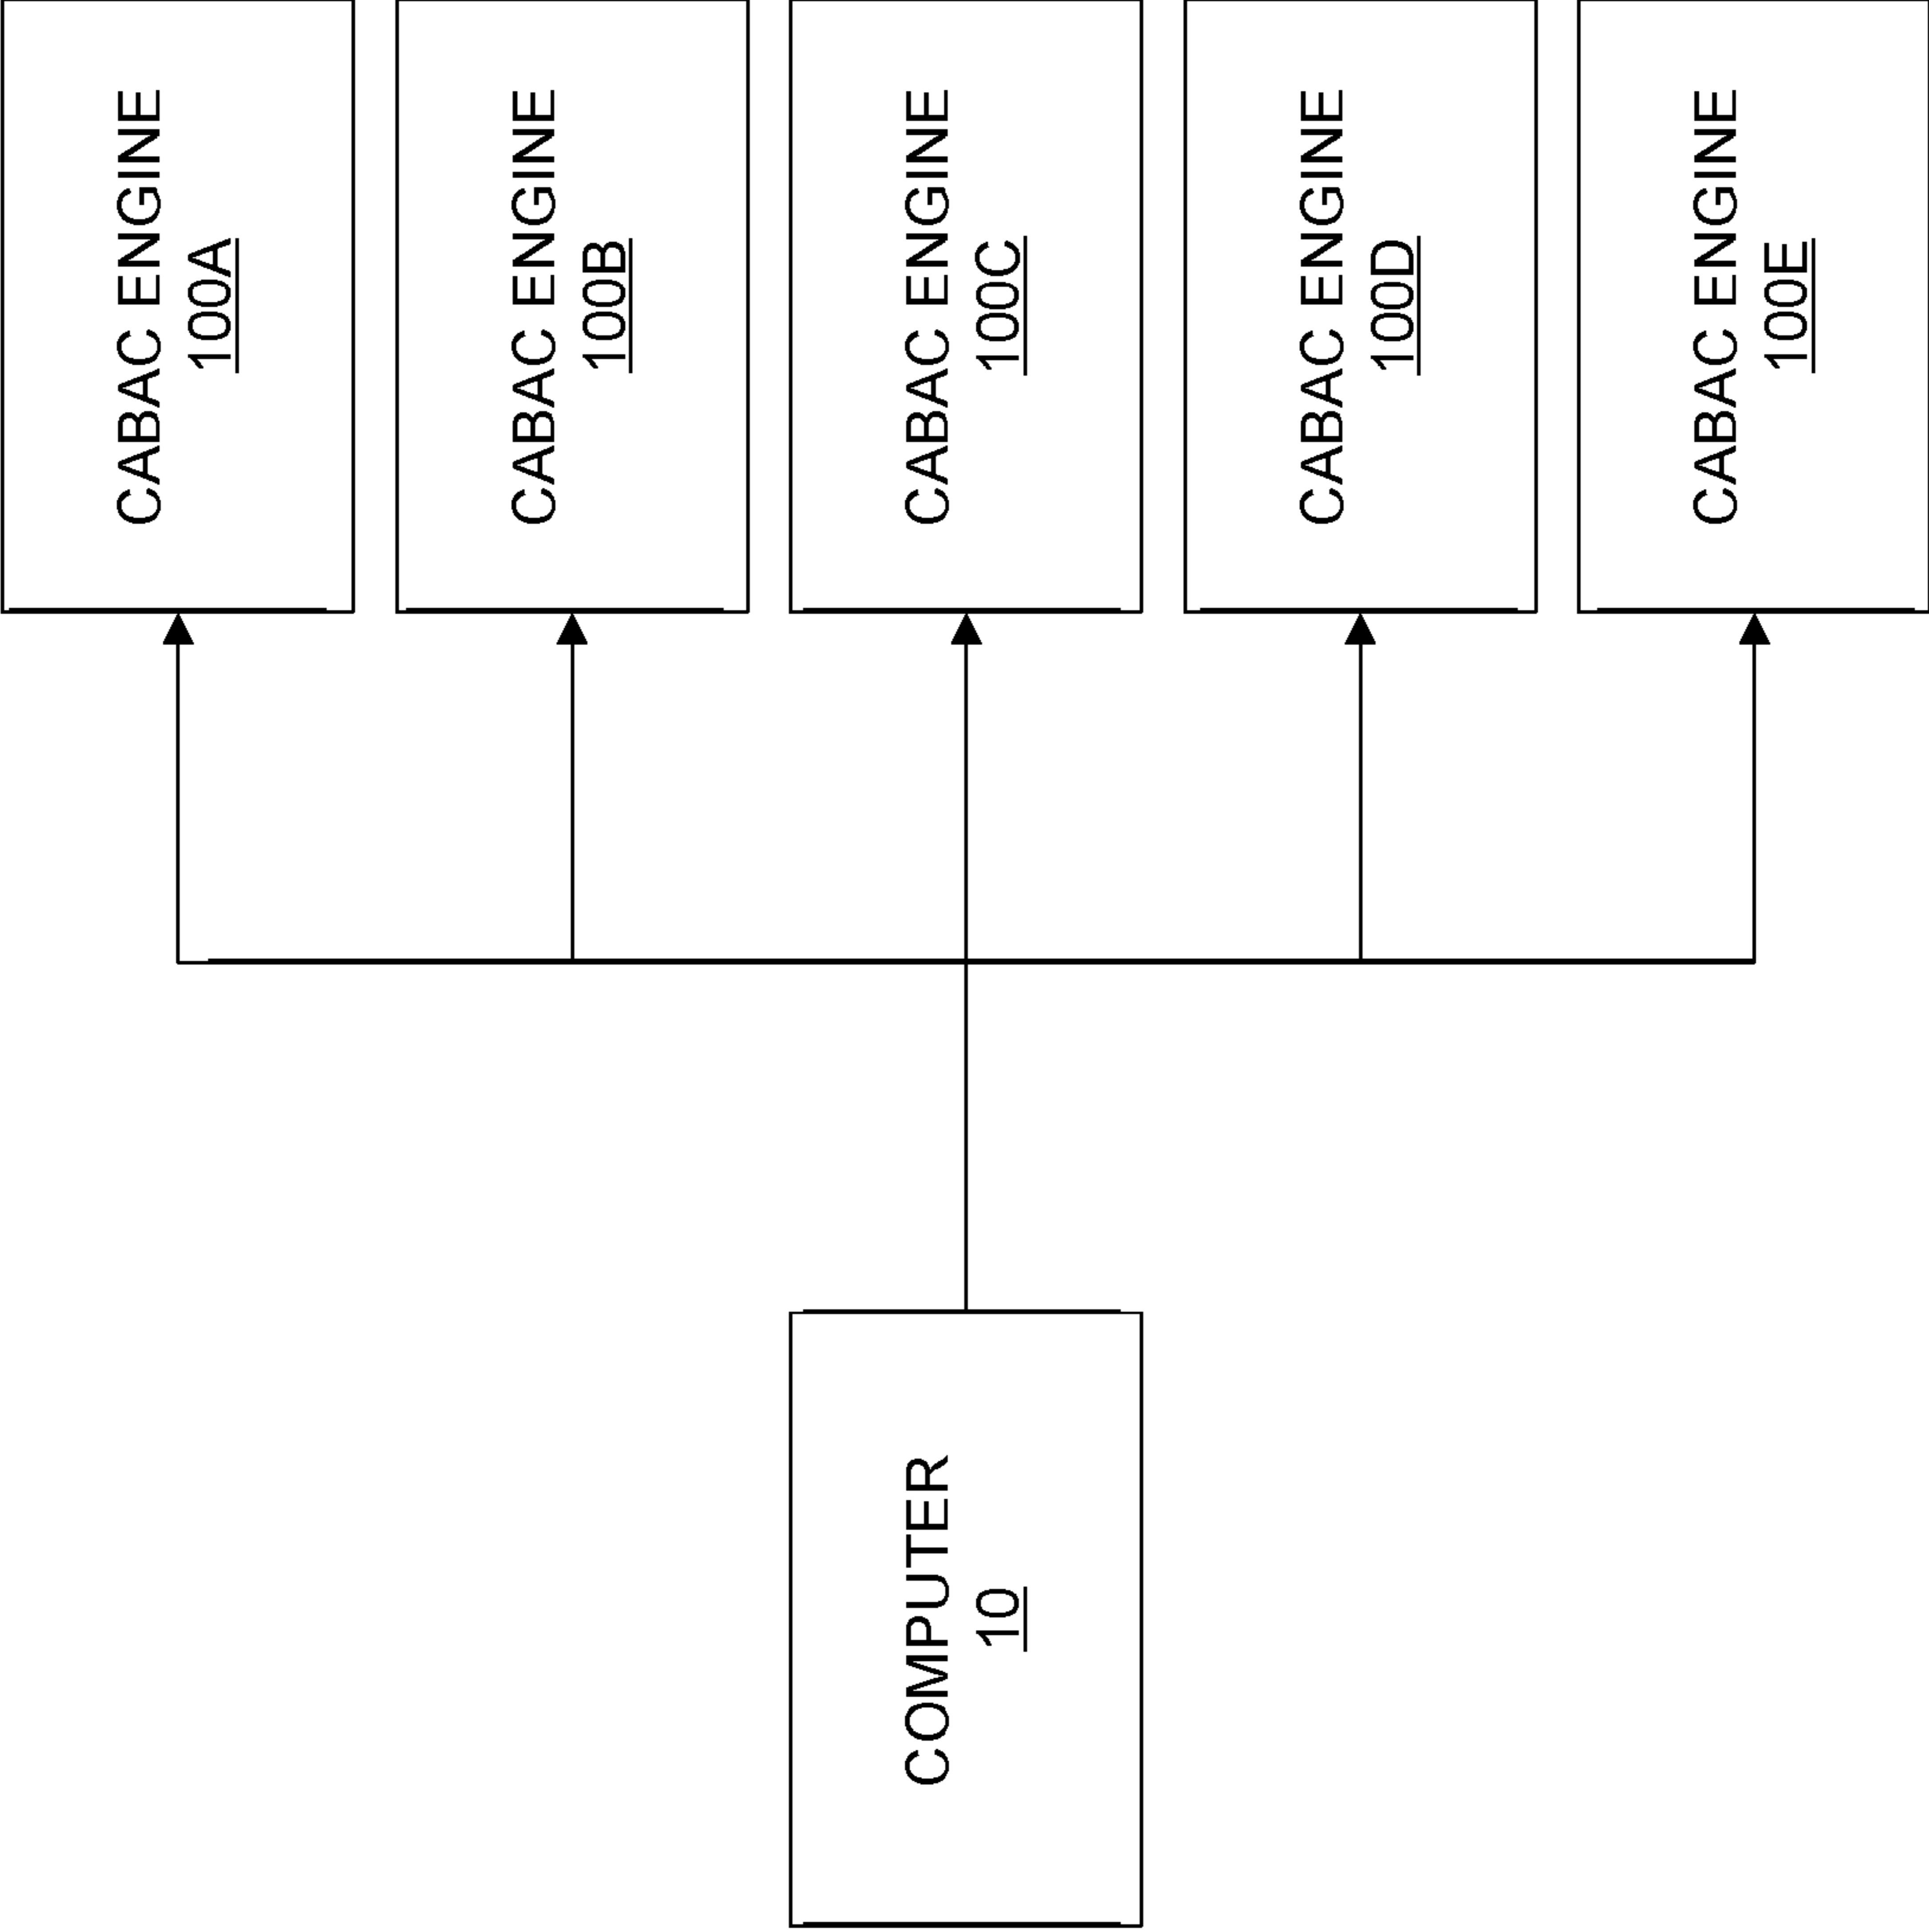 COMPUTER
10
CABAC ENGINE
100A
CABAC ENGINE
100B
CABAC ENGINE
100C
CABAC ENGINE
100D
CABAC ENGINE
100E